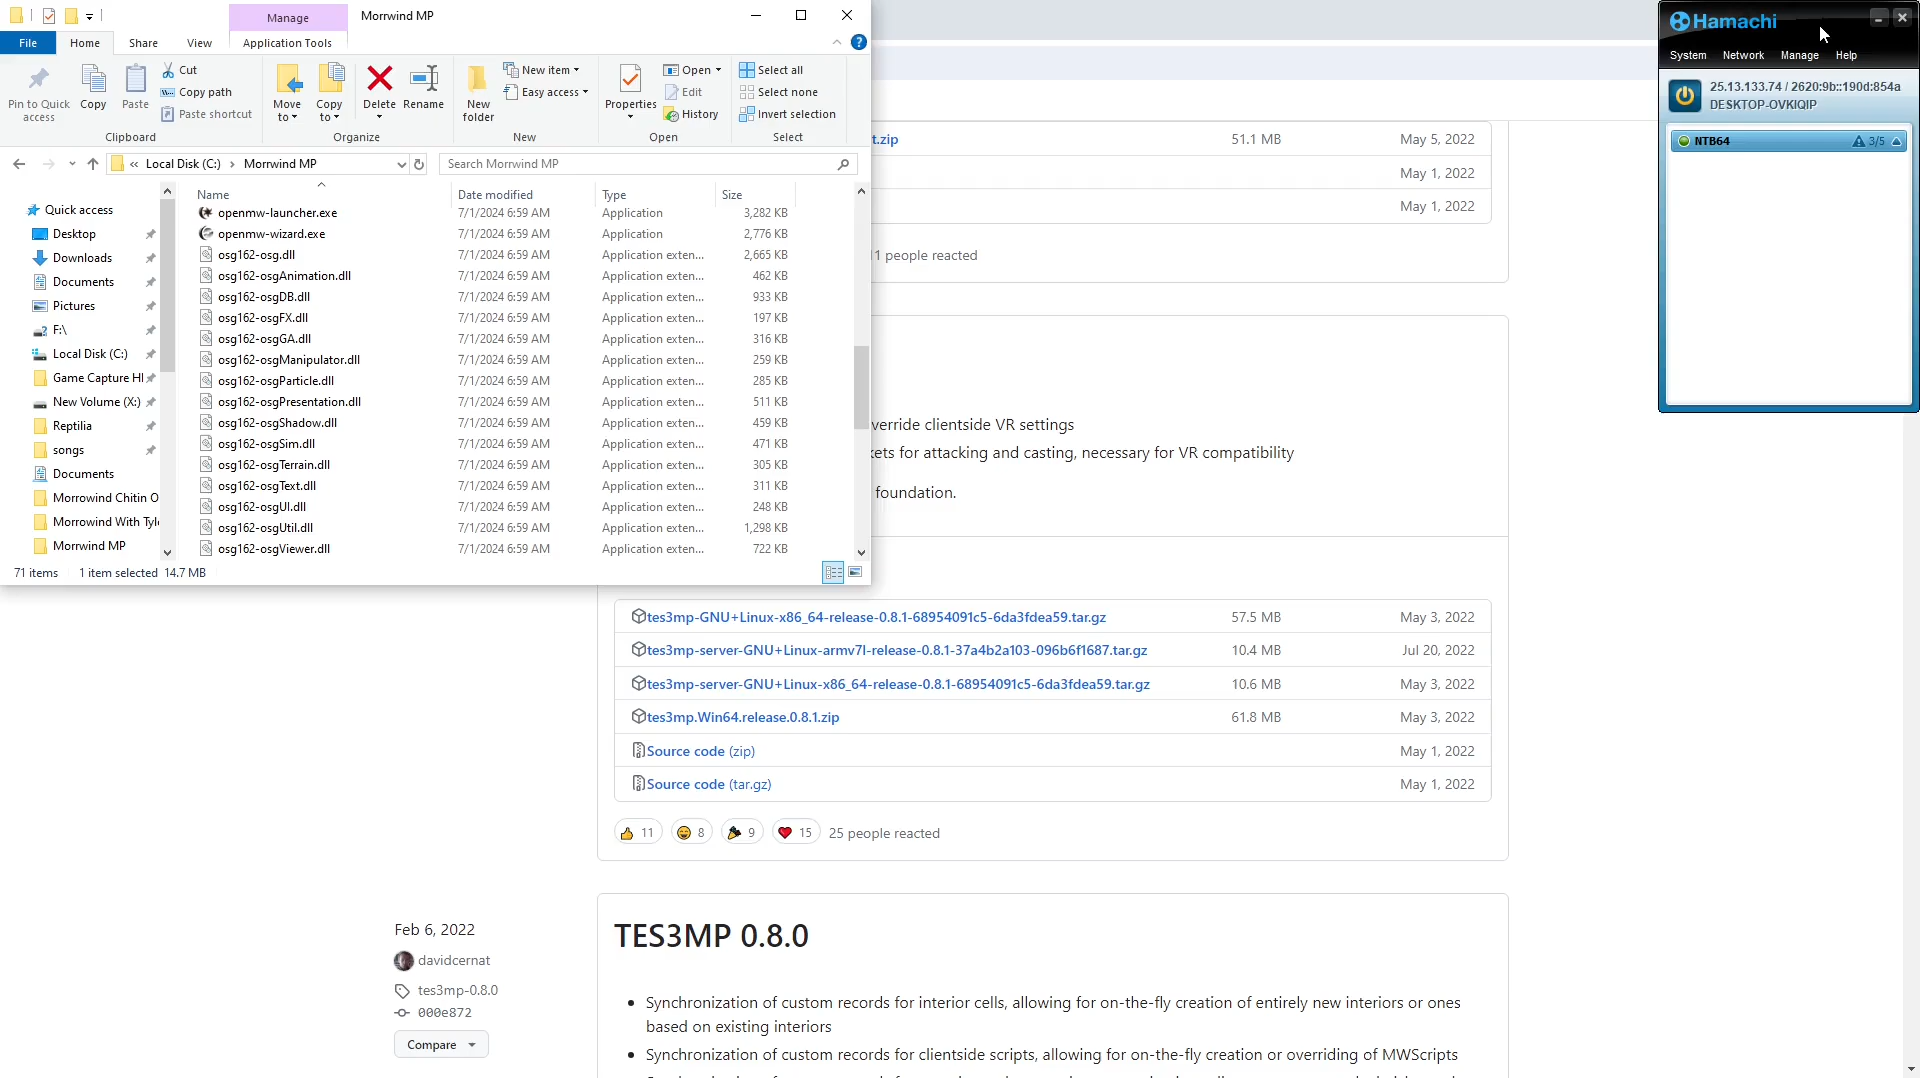 Manage
Morrwind MP
File
Home
Share
View
Application Tools
Pin to Quick access
Copy
Paste
Cut
Copy path
Paste shortcut
Clipboard
Move to
Copy to
Delete
Rename
Organize
New folder
New item
Easy access
New
Properties
Open
Edit
History
Open
Select all
Select none
Invert selection
Select
« Local Disk (C:) > Morrwind MP
Search Morrwind MP
Quick access
Desktop
Downloads
Documents
Pictures
F:\
Local Disk (C:)
Game Capture HI
New Volume (X:)
Reptilia
songs
Documents
Morrowind Chitin O
Morrowind With Tyl
Morrwind MP
Name Date modified Type Size
openmw-launcher.exe 7/1/2024 6:59 AM Application 3,282 KB
openmw-wizard.exe 7/1/2024 6:59 AM Application 2,776 KB
osg162-osg.dll 7/1/2024 6:59 AM Application exten... 2,665 KB
osg162-osgAnimation.dll 7/1/2024 6:59 AM Application exten... 462 KB
osg162-osgDB.dll 7/1/2024 6:59 AM Application exten... 933 KB
osg162-osgFX.dll 7/1/2024 6:59 AM Application exten... 197 KB
osg162-osgGA.dll 7/1/2024 6:59 AM Application exten... 316 KB
osg162-osgManipulator.dll 7/1/2024 6:59 AM Application exten... 259 KB
osg162-osgParticle.dll 7/1/2024 6:59 AM Application exten... 285 KB
osg162-osgPresentation.dll 7/1/2024 6:59 AM Application exten... 511 KB
osg162-osgShadow.dll 7/1/2024 6:59 AM Application exten... 459 KB
osg162-osgSim.dll 7/1/2024 6:59 AM Application exten... 471 KB
osg162-osgTerrain.dll 7/1/2024 6:59 AM Application exten... 305 KB
osg162-osgText.dll 7/1/2024 6:59 AM Application exten... 311 KB
osg162-osgUI.dll 7/1/2024 6:59 AM Application exten... 248 KB
osg162-osgUtil.dll 7/1/2024 6:59 AM Application exten... 1,298 KB
osg162-osgViewer.dll 7/1/2024 6:59 AM Application exten... 722 KB
71 items 1 item selected 14.7 MB
Hamachi
System Network Manage Help
25.13.133.74 / 2620:9b::190d:854a
DESKTOP-OVKIQIP
NTB64 3/5
t.zip 51.1 MB May 5, 2022
May 1, 2022
May 1, 2022
11 people reacted
verride clientside VR settings
kets for attacking and casting, necessary for VR compatibility
foundation.
tes3mp-GNU+Linux-x86_64-release-0.8.1-68954091c5-6da3fdea59.tar.gz 57.5 MB May 3, 2022
tes3mp-server-GNU+Linux-armv7l-release-0.8.1-37a4b2a103-096b6f1687.tar.gz 10.4 MB Jul 20, 2022
tes3mp-server-GNU+Linux-x86_64-release-0.8.1-68954091c5-6da3fdea59.tar.gz 10.6 MB May 3, 2022
tes3mp.Win64.release.0.8.1.zip 61.8 MB May 3, 2022
Source code (zip) May 1, 2022
Source code (tar.gz) May 1, 2022
11 8 9 15 25 people reacted
Feb 6, 2022
davidcernat
tes3mp-0.8.0
000e872
Compare
TES3MP 0.8.0
Synchronization of custom records for interior cells, allowing for on-the-fly creation of entirely new interiors or ones
based on existing interiors
Synchronization of custom records for clientside scripts, allowing for on-the-fly creation or overriding of MWScripts